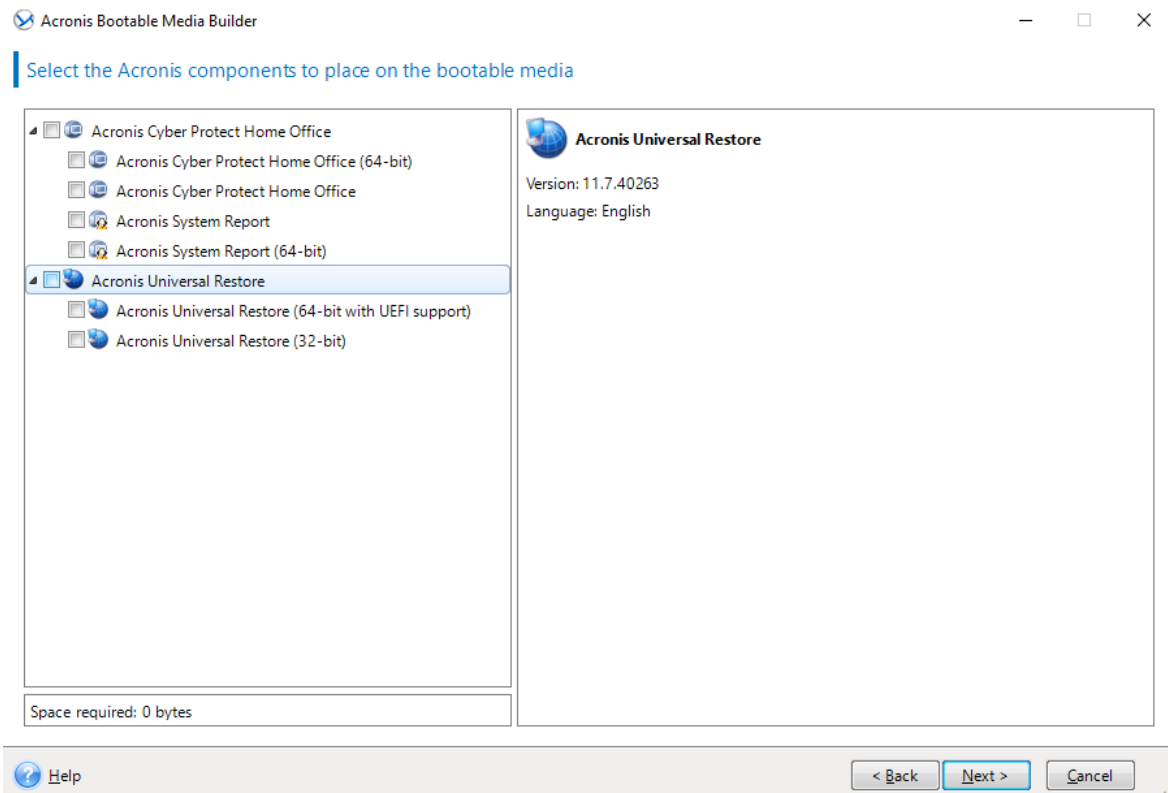 Acronis Bootable Media Builder
Select the Acronis components to place on the bootable media
Acronis Cyber Protect Home Office
Acronis Cyber Protect Home Office (64-bit)
Acronis Cyber Protect Home Office
Acronis System Report
Acronis System Report (64-bit)
Acronis Universal Restore
Acronis Universal Restore (64-bit with UEFI support)
Acronis Universal Restore (32-bit)
Space required: 0 bytes
Acronis Universal Restore
Version: 11.7.40263
Language: English
Help
< Back
Next >
Cancel